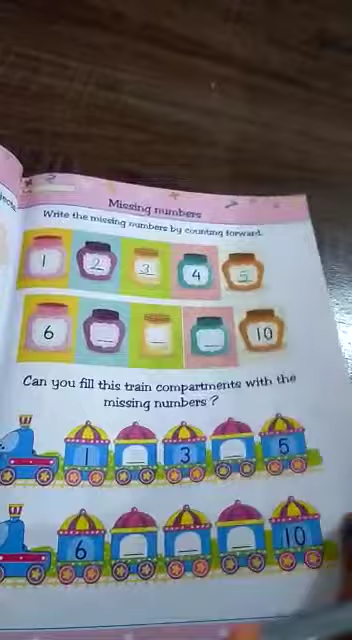 Missing numbers
Write the missing numbers by counting forward.
1 2 3 4 5
6 _ _ _ 10
Can you fill this train compartments with the
missing numbers ?
1 _ 3 _ 5
6 _ _ _ 10